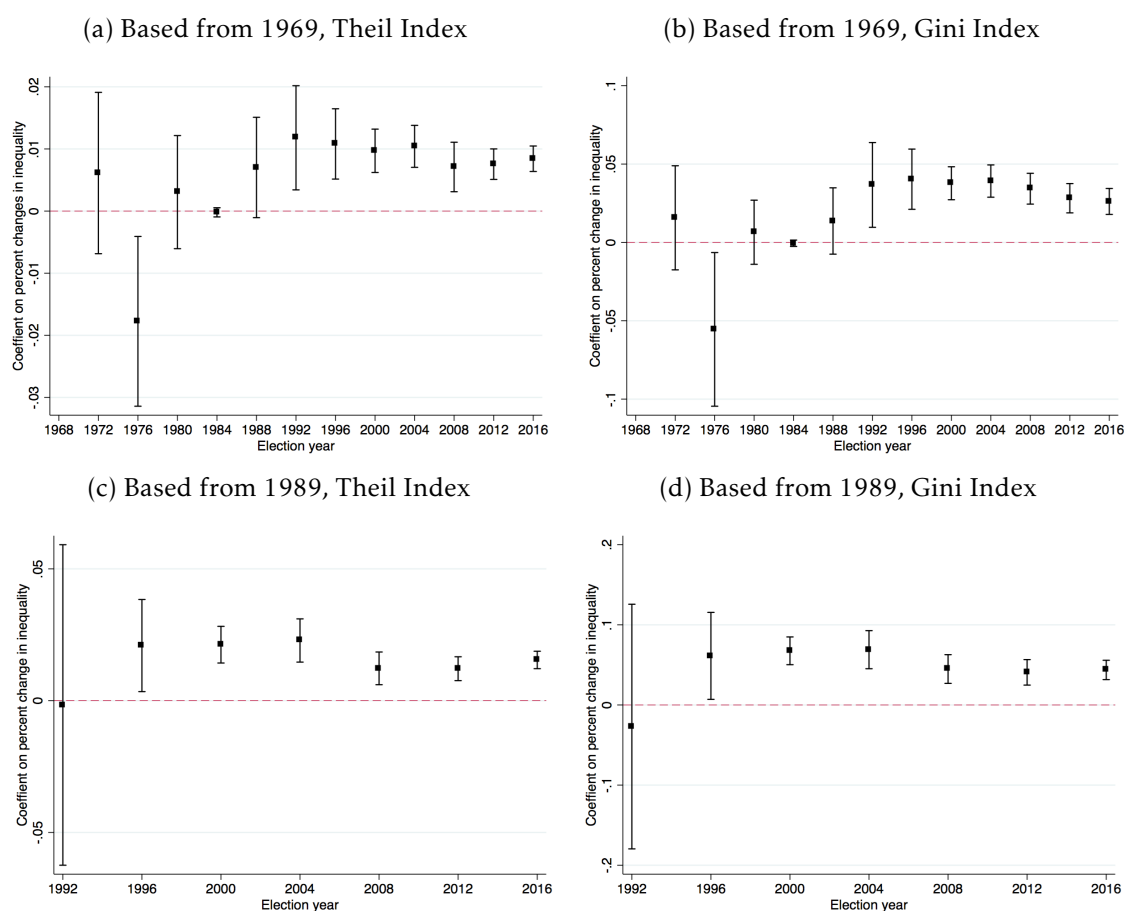 (a) Based from 1969, Theil Index
(b) Based from 1969, Gini Index
Coeffient on percent changes in inequality
.02
.01
0
-.01
-.02
-.03
1968 1972 1976 1980 1984 1988 1992 1996 2000 2004 2008 2012 2016
Election year
Coeffient on percent change in inequality
.1
.05
0
-.05
-.1
1968 1972 1976 1980 1984 1988 1992 1996 2000 2004 2008 2012 2016
Election year
(c) Based from 1989, Theil Index
(d) Based from 1989, Gini Index
Coeffient on percent change in inequality
.05
0
-.05
1992 1996 2000 2004 2008 2012 2016
Election year
Coeffient on percent change in inequality
.2
.1
0
-.1
-.2
1992 1996 2000 2004 2008 2012 2016
Election year